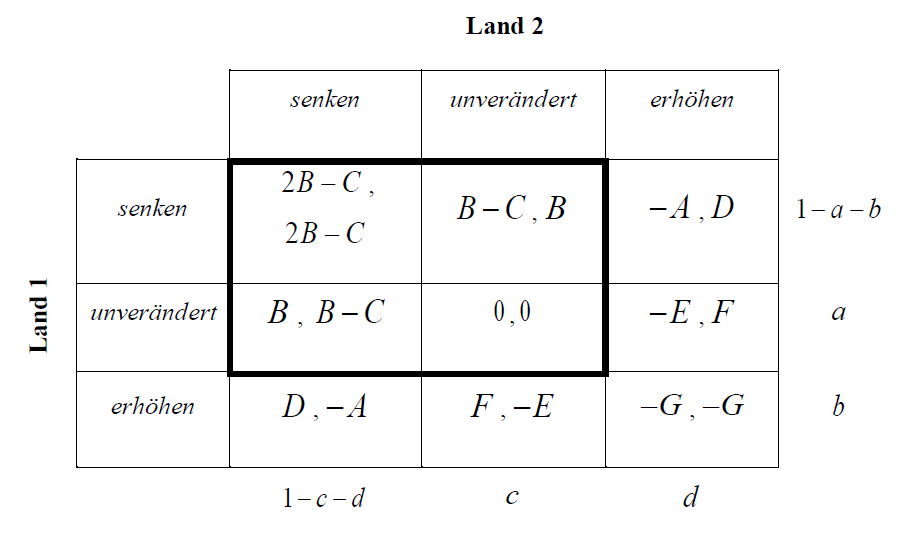 Land 2
senken unverändert erhöhen
senken 2B – C , 2B – C B – C , B – A , D 1 – a – b
Land 1 unverändert B , B – C 0 , 0 – E , F a
erhöhen D , – A F , – E – G , – G b
1 – c – d c d